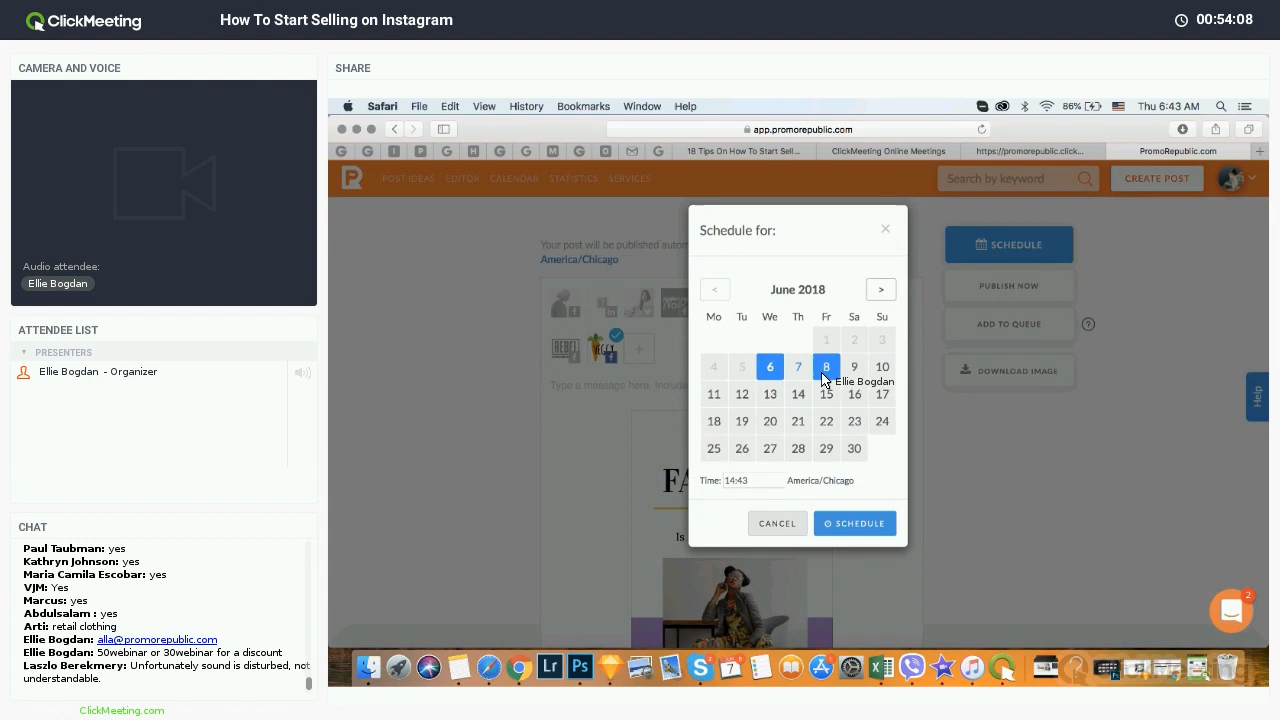 ClickMeeting
How To Start Selling on Instagram
00:54:08
CAMERA AND VOICE
Audio attendee:
Ellie Bogdan
ATTENDEE LIST
PRESENTERS
Ellie Bogdan - Organizer
CHAT
Paul Taubman: yes
Kathryn Johnson: yes
Maria Camila Escobar: yes
VJM: Yes
Marcus: yes
Abdulsalam : yes
Arti: retail clothing
Ellie Bogdan: alla@promorepublic.com
Ellie Bogdan: 50webinar or 30webinar for a discount
Laszlo Berekmery: Unfortunately sound is disturbed, not
understandable.
ClickMeeting.com
SHARE
Safari File Edit View History Bookmarks Window Help
86% Thu 6:43 AM
app.promorepublic.com
18 Tips On How To Start Sell... ClickMeeting Online Meetings https://promorepublic.click... PromoRepublic.com
POST IDEAS EDITOR CALENDAR STATISTICS SERVICES
Search by keyword
CREATE POST
Your post will be published autom
America/Chicago
Type a message here. Include
Schedule for:
June 2018
Mo Tu We Th Fr Sa Su
1 2 3
4 5 6 7 8 9 10
Ellie Bogdan
11 12 13 14 15 16 17
18 19 20 21 22 23 24
25 26 27 28 29 30
Time: 14:43 America/Chicago
CANCEL SCHEDULE
SCHEDULE
PUBLISH NOW
ADD TO QUEUE ?
DOWNLOAD IMAGE
Help
FA
Is
2
Lr Ps
ClickMeeting